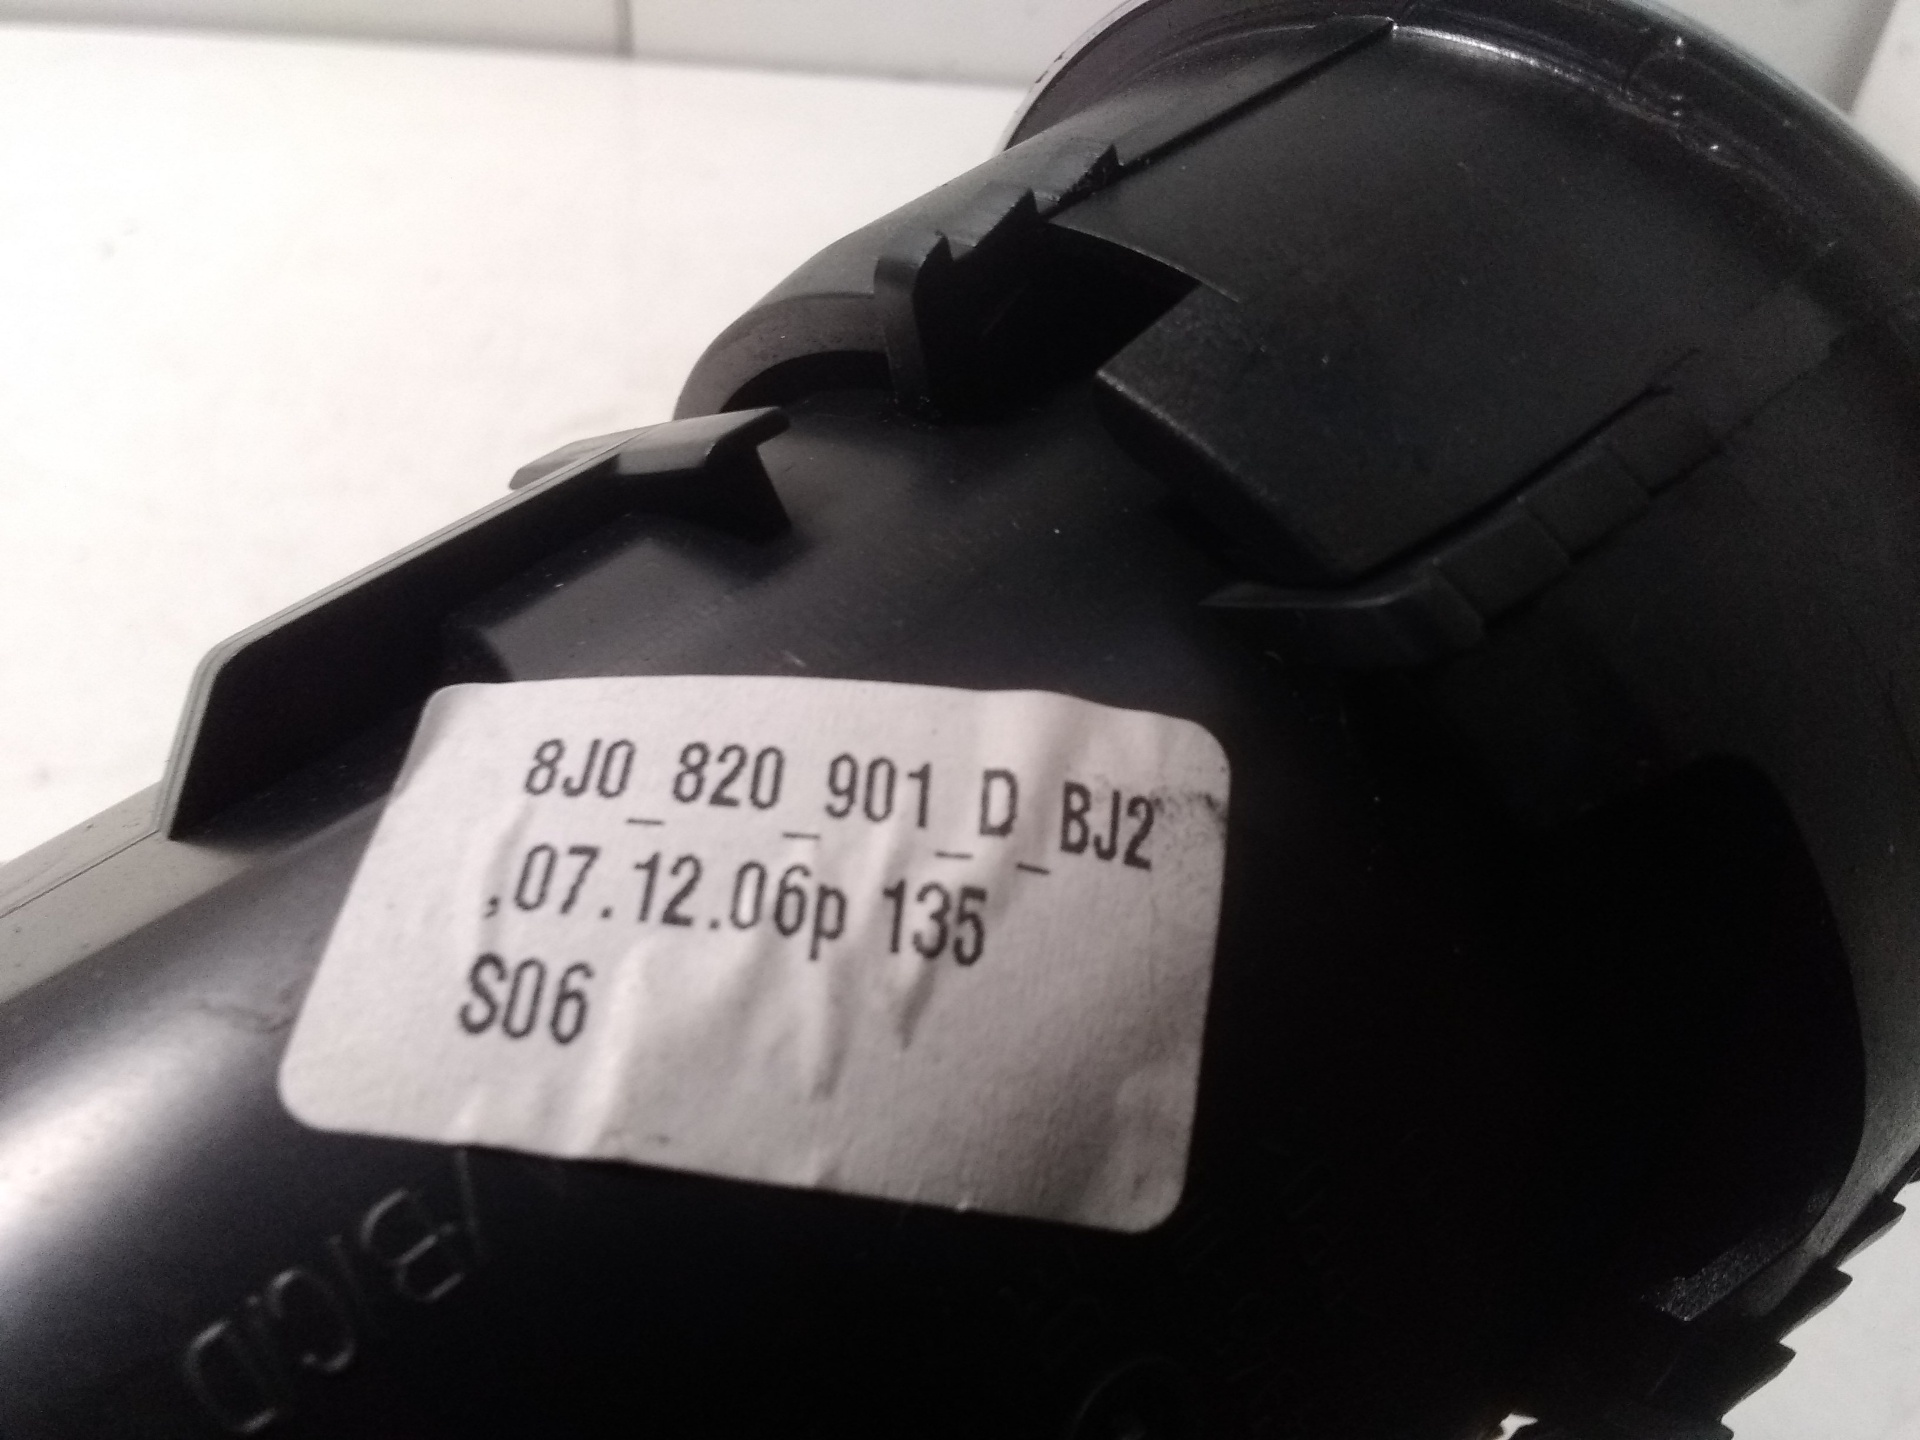 8J0_820_901_D_BJ2
,07.12.06p 135
S06
/B/C/D